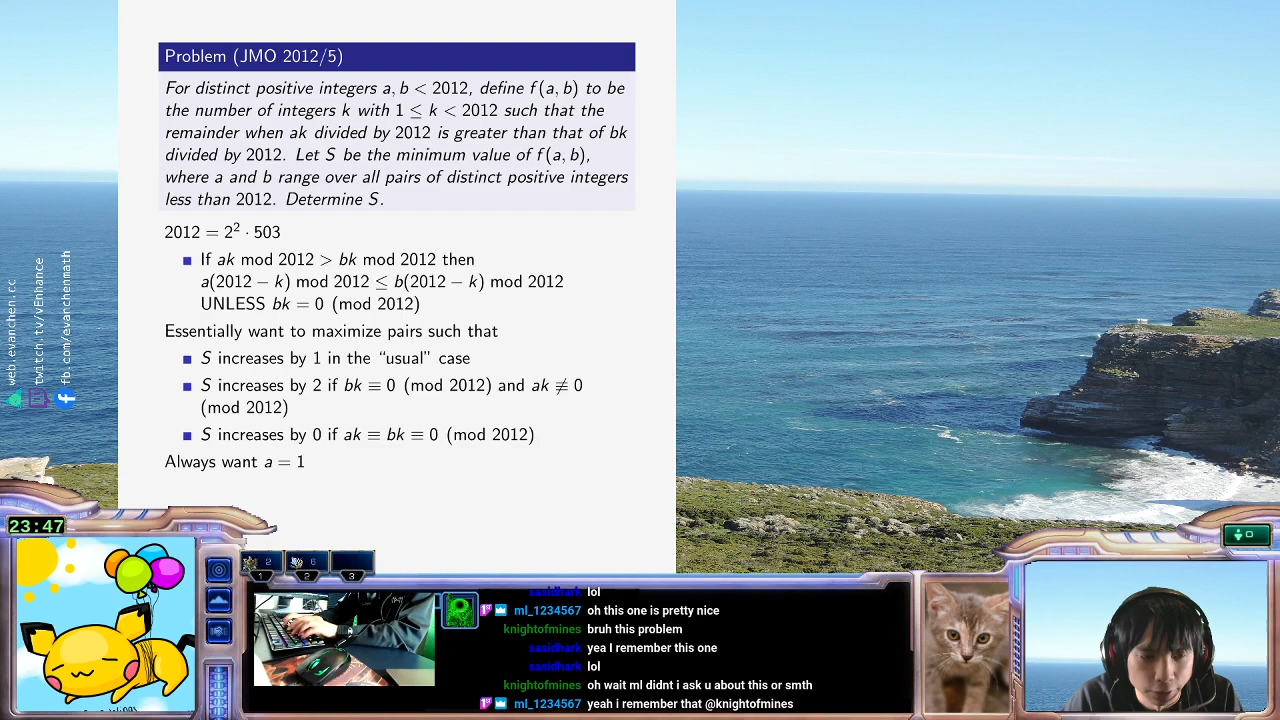 Problem (JMO 2012/5)
For distinct positive integers a, b < 2012, define f(a, b) to be
the number of integers k with 1 ≤ k < 2012 such that the
remainder when ak divided by 2012 is greater than that of bk
divided by 2012. Let S be the minimum value of f(a, b),
where a and b range over all pairs of distinct positive integers
less than 2012. Determine S.
2012 = 2² · 503
If ak mod 2012 > bk mod 2012 then
a(2012 − k) mod 2012 ≤ b(2012 − k) mod 2012
UNLESS bk = 0 (mod 2012)
Essentially want to maximize pairs such that
S increases by 1 in the “usual” case
S increases by 2 if bk ≡ 0 (mod 2012) and ak ≢ 0
(mod 2012)
S increases by 0 if ak ≡ bk ≡ 0 (mod 2012)
Always want a = 1
web.evanchen.cc
twitch.tv/vEnhance
fb.com/evanchenmath
23:47
2
6
1
2
3
0
sasidhark lol
ml_1234567 oh this one is pretty nice
knightofmines bruh this problem
sasidhark yea I remember this one
sasidhark lol
knightofmines oh wait ml didnt i ask u about this or smth
ml_1234567 yeah i remember that @knightofmines